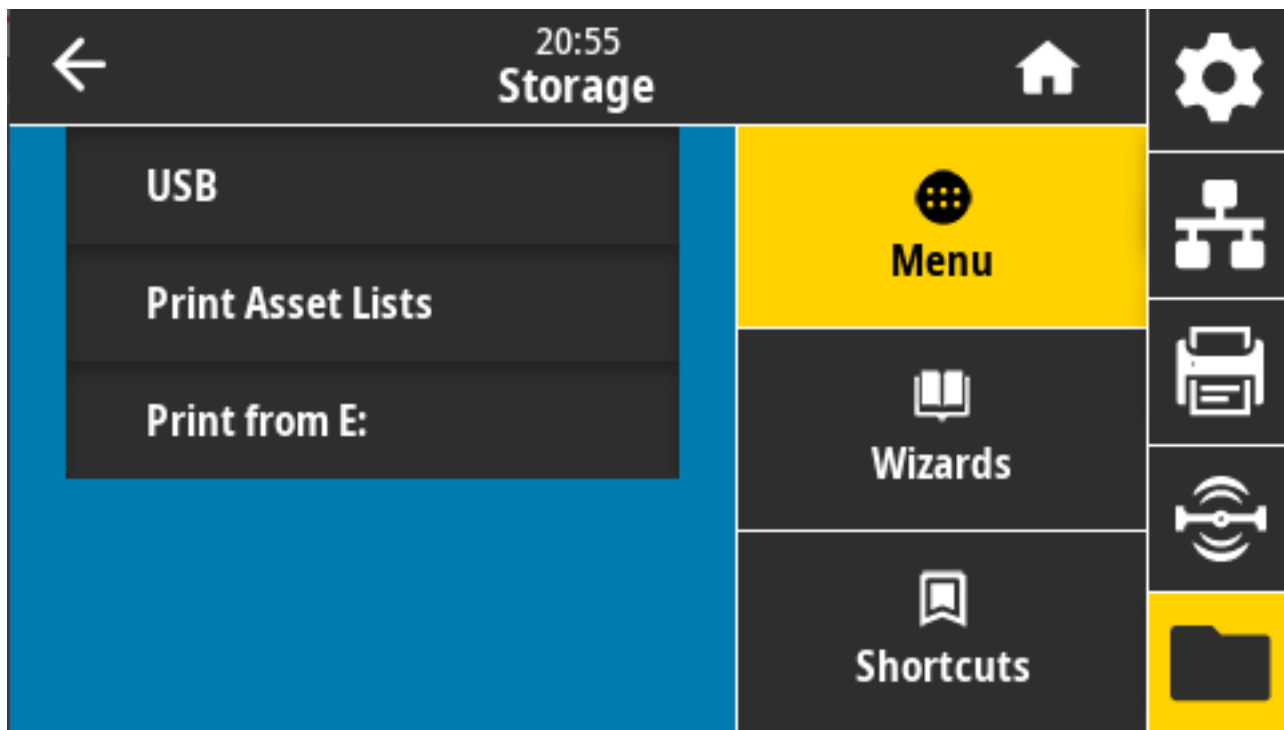 20:55
Storage
USB
Print Asset Lists
Print from E:
Menu
Wizards
Shortcuts